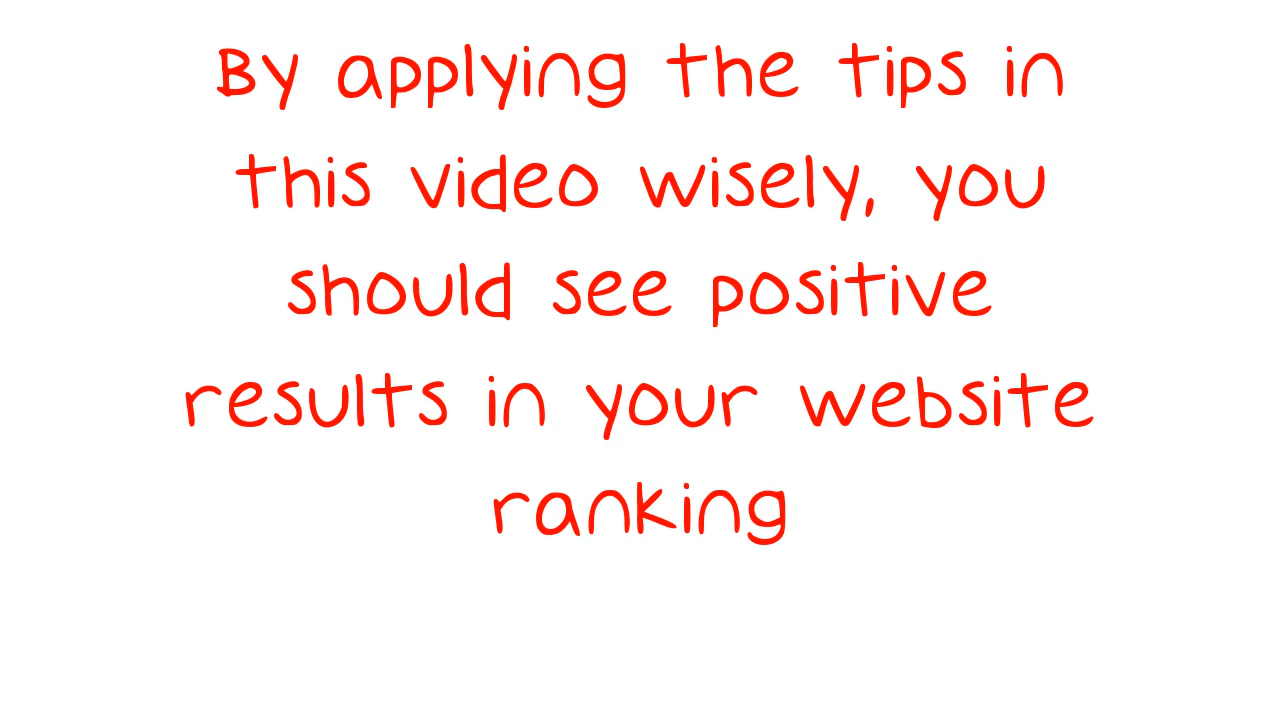 By applying the tips in
this video wisely, you
should see positive
results in your website
ranking